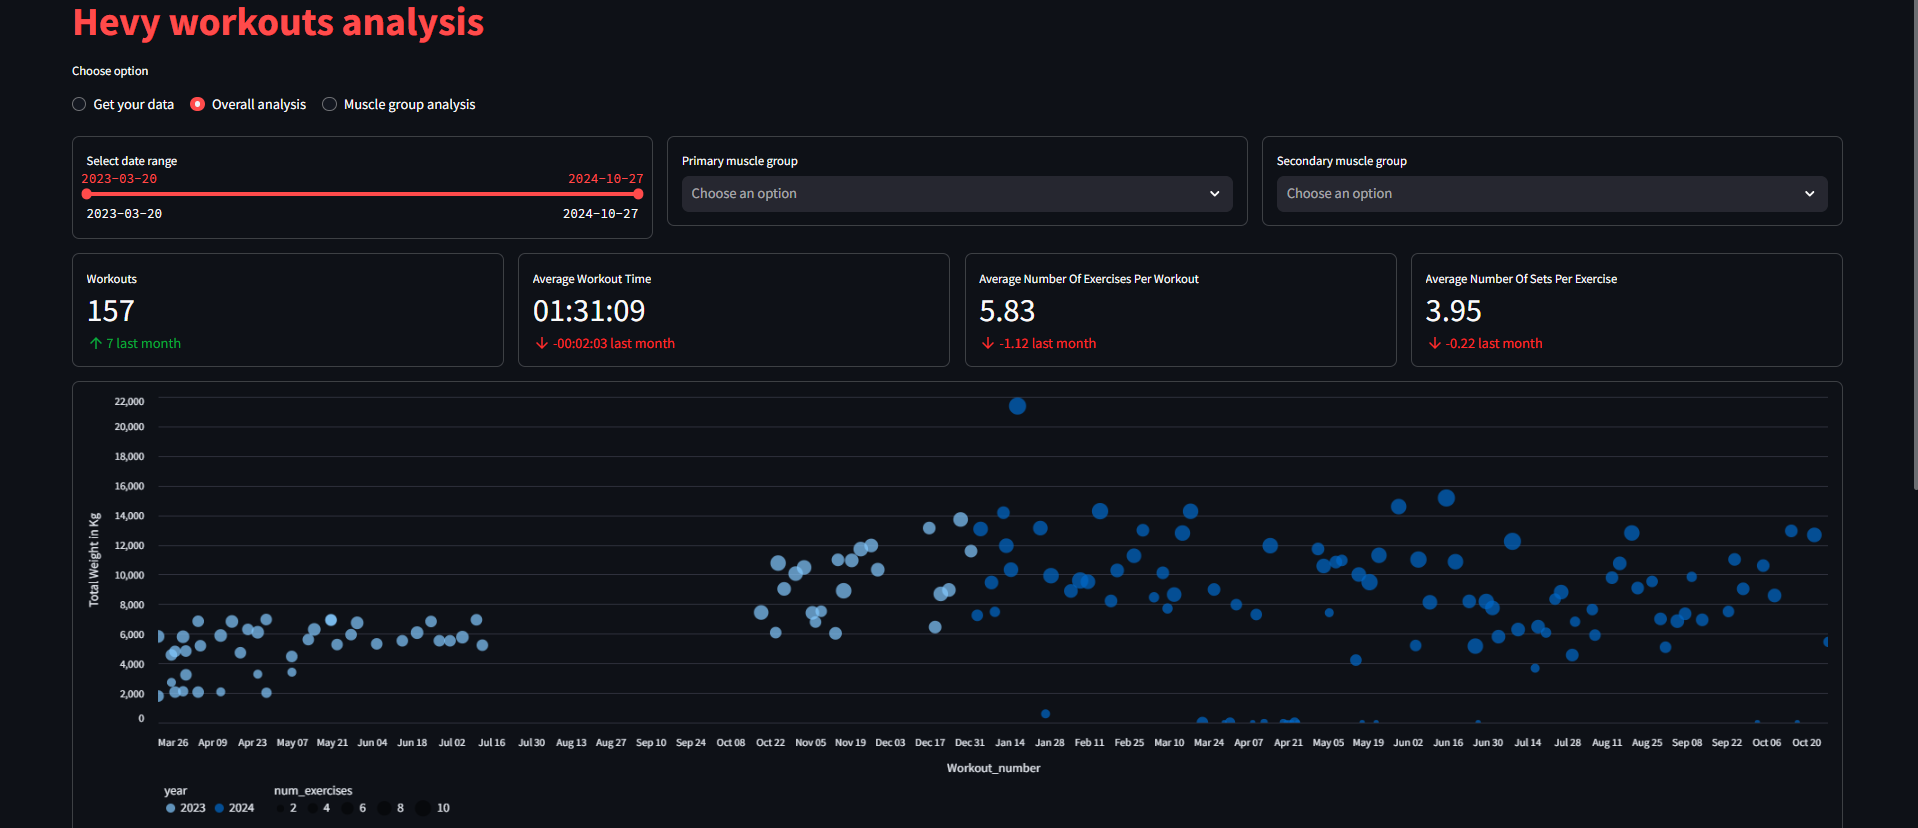 Hevy workouts analysis
Choose option
Get your data Overall analysis Muscle group analysis
Select date range
2023-03-20 2024-10-27
2023-03-20 2024-10-27
Primary muscle group
Choose an option
Secondary muscle group
Choose an option
Workouts
157
↑ 7 last month
Average Workout Time
01:31:09
↓ -00:02:03 last month
Average Number Of Exercises Per Workout
5.83
↓ -1.12 last month
Average Number Of Sets Per Exercise
3.95
↓ -0.22 last month
Total Weight in Kg
22,000
20,000
18,000
16,000
14,000
12,000
10,000
8,000
6,000
4,000
2,000
0
Mar 26 Apr 09 Apr 23 May 07 May 21 Jun 04 Jun 18 Jul 02 Jul 16 Jul 30 Aug 13 Aug 27 Sep 10 Sep 24 Oct 08 Oct 22 Nov 05 Nov 19 Dec 03 Dec 17 Dec 31 Jan 14 Jan 28 Feb 11 Feb 25 Mar 10 Mar 24 Apr 07 Apr 21 May 05 May 19 Jun 02 Jun 16 Jun 30 Jul 14 Jul 28 Aug 11 Aug 25 Sep 08 Sep 22 Oct 06 Oct 20
Workout_number
year
2023 2024
num_exercises
2 4 6 8 10